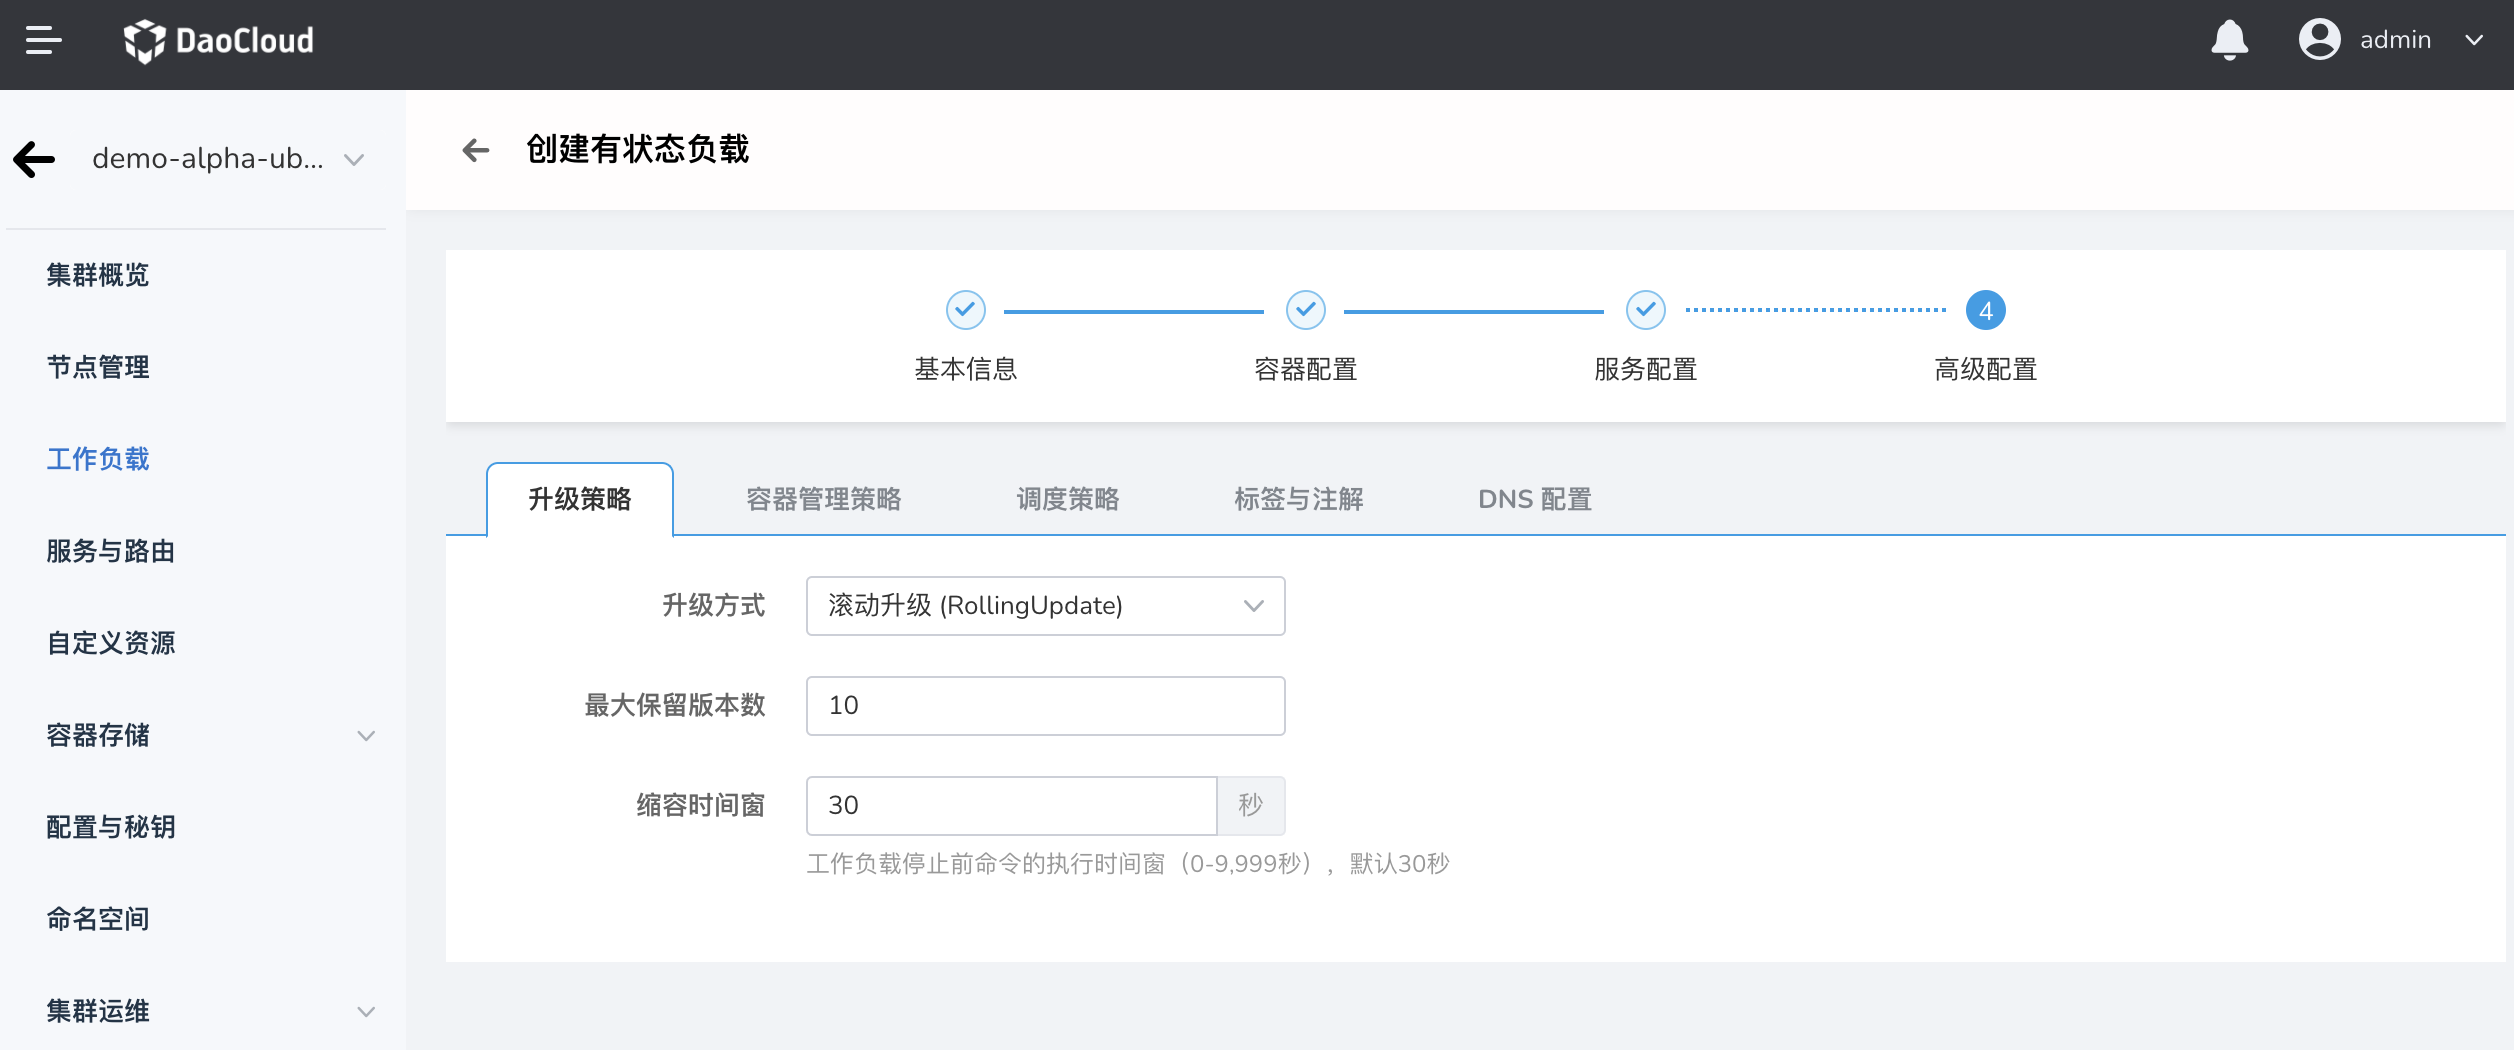 DaoCloud
admin
demo-alpha-ub...
集群概览
节点管理
工作负载
服务与路由
自定义资源
容器存储
配置与秘钥
命名空间
集群运维
创建有状态负载
基本信息
容器配置
服务配置
4
高级配置
升级策略
容器管理策略
调度策略
标签与注解
DNS 配置
升级方式
滚动升级 (RollingUpdate)
最大保留版本数
10
缩容时间窗
30
秒
工作负载停止前命令的执行时间窗（0-9,999秒），默认30秒